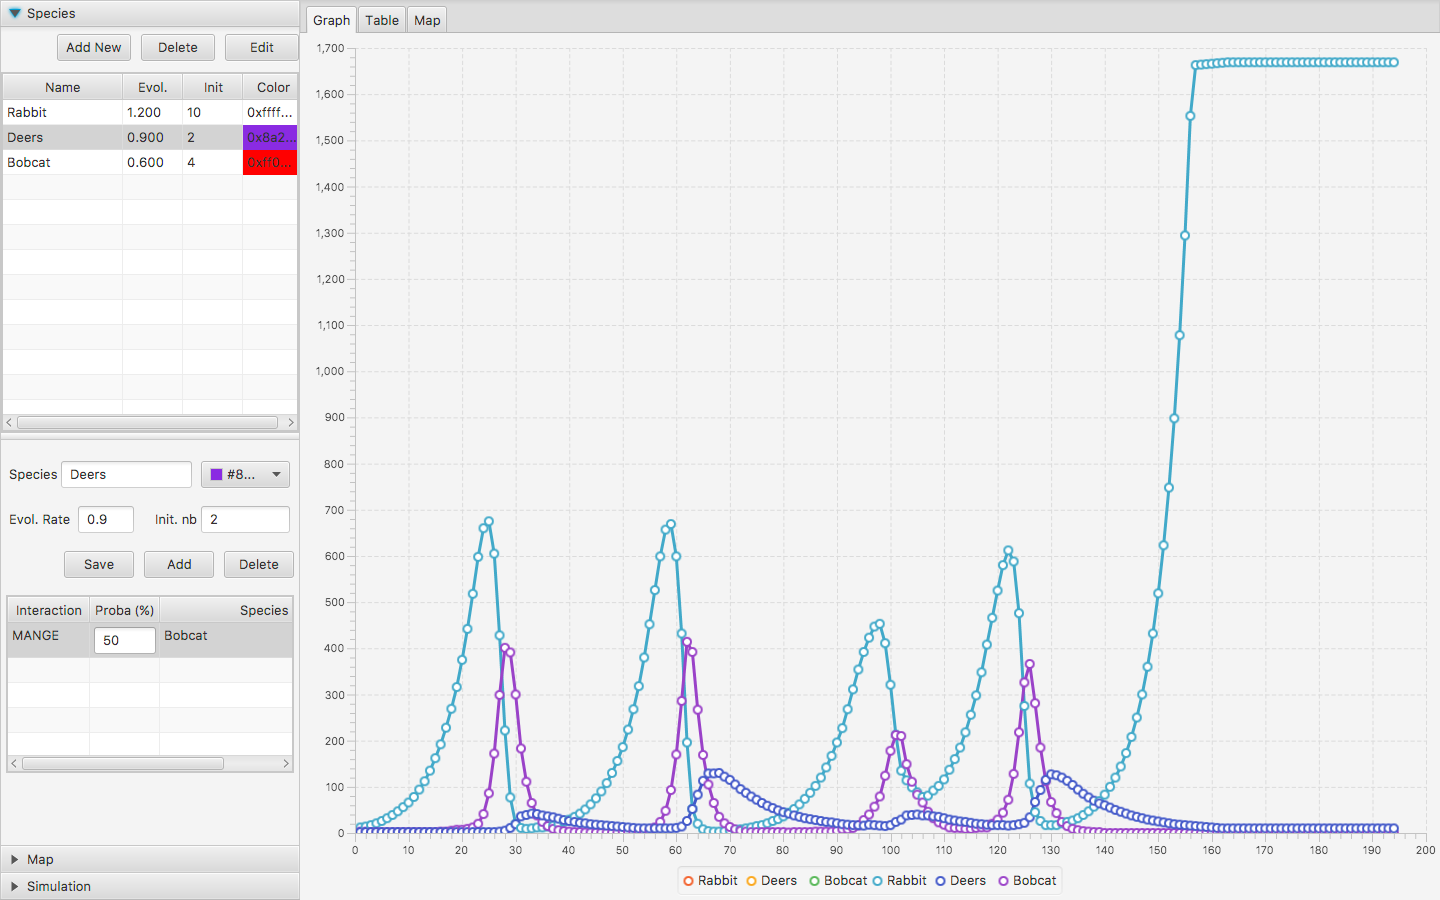 Species
Add New Delete Edit
Name Evol. Init Color
Rabbit 1.200 10 0xffff...
Deers 0.900 2 0x8a2...
Bobcat 0.600 4 0xff0...
Species Deers #8...
Evol. Rate 0.9 Init. nb 2
Save Add Delete
Interaction Proba (%) Species
MANGE 50 Bobcat
Map
Simulation
Graph Table Map
1,700
1,600
1,500
1,400
1,300
1,200
1,100
1,000
900
800
700
600
500
400
300
200
100
0
0 10 20 30 40 50 60 70 80 90 100 110 120 130 140 150 160 170 180 190 200
Rabbit Deers Bobcat Rabbit Deers Bobcat